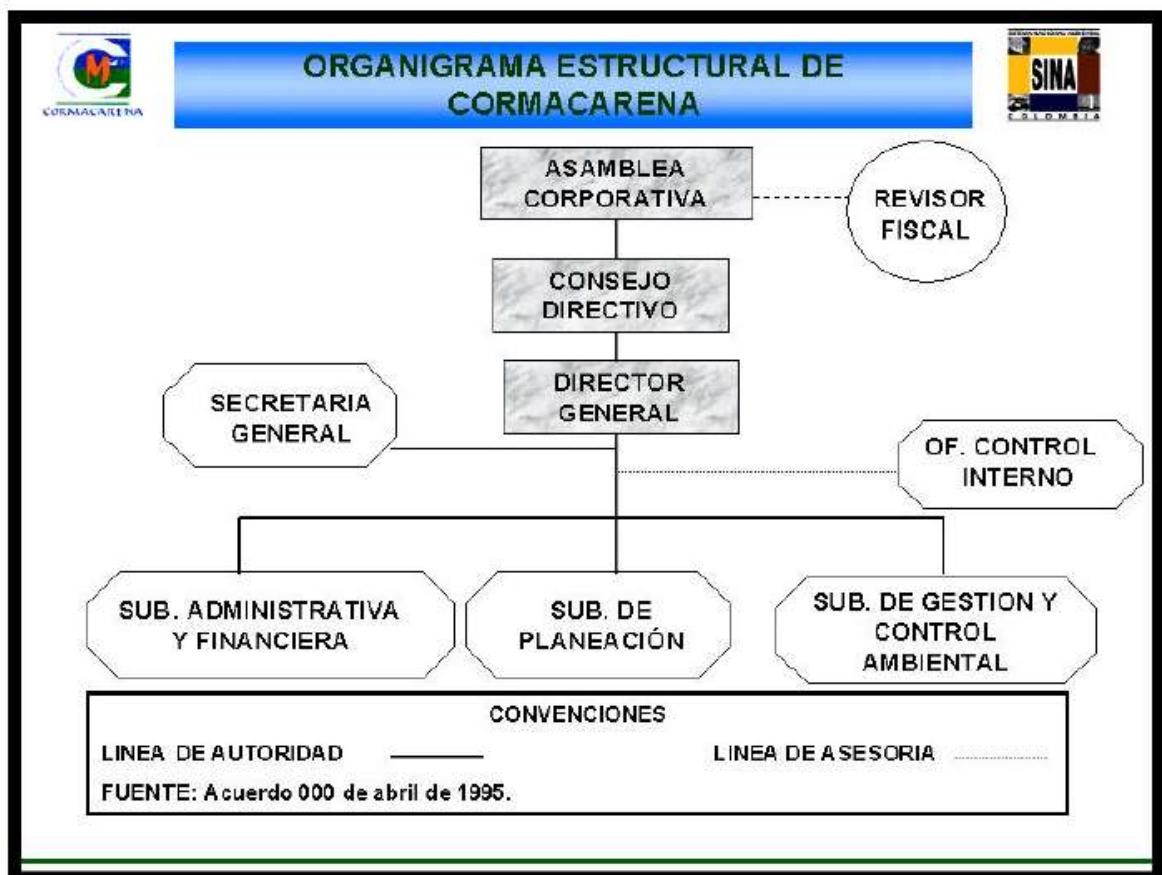 CORMACARENA
ORGANIGRAMA ESTRUCTURAL DE
CORMACARENA
SINA
COLOMBIA
ASAMBLEA
CORPORATIVA
REVISOR
FISCAL
CONSEJO
DIRECTIVO
DIRECTOR
GENERAL
SECRETARIA
GENERAL
OF. CONTROL
INTERNO
SUB. ADMINISTRATIVA
Y FINANCIERA
SUB. DE
PLANEACIÓN
SUB. DE GESTION Y
CONTROL
AMBIENTAL
CONVENCIONES
LINEA DE AUTORIDAD
LINEA DE ASESORIA
FUENTE: Acuerdo 000 de abril de 1995.